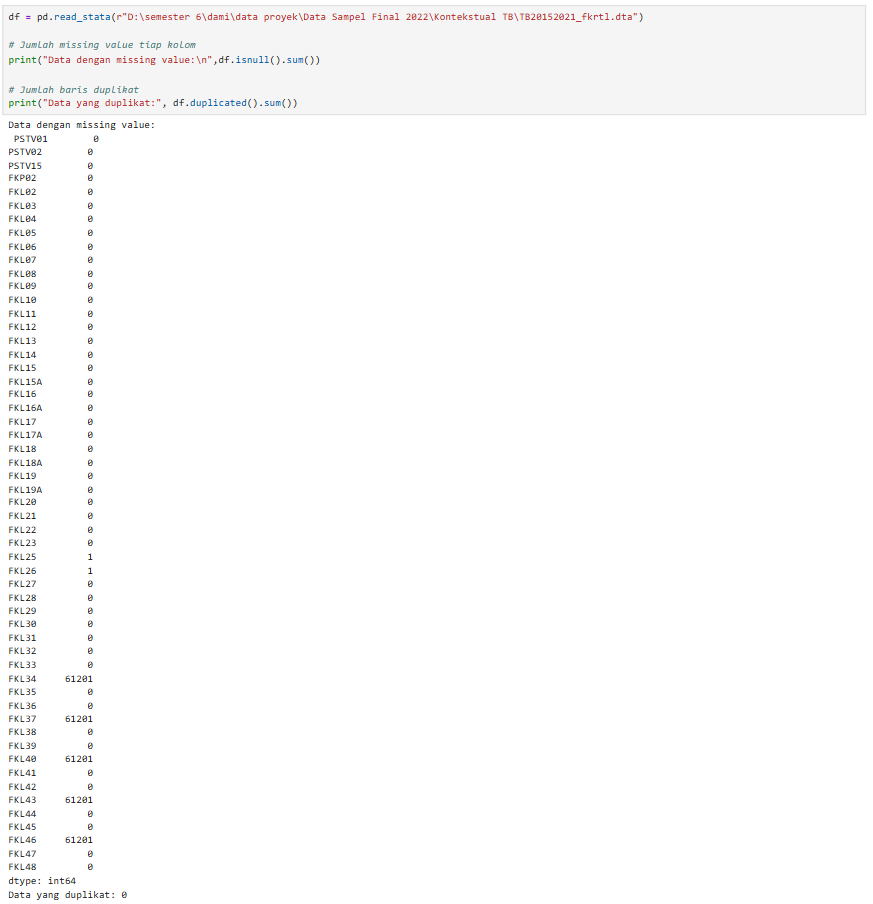 df = pd.read_stata(r"D:\semester 6\dami\data proyek\Data Sampel Final 2022\Kontekstual TB\TB20152021_fkrtl.dta")
# Jumlah missing value tiap kolom
print("Data dengan missing value:\n",df.isnull().sum())
# Jumlah baris duplikat
print("Data yang duplikat:", df.duplicated().sum())
Data dengan missing value:
PSTV01 0
PSTV02 0
PSTV15 0
FKP02 0
FKL02 0
FKL03 0
FKL04 0
FKL05 0
FKL06 0
FKL07 0
FKL08 0
FKL09 0
FKL10 0
FKL11 0
FKL12 0
FKL13 0
FKL14 0
FKL15 0
FKL15A 0
FKL16 0
FKL16A 0
FKL17 0
FKL17A 0
FKL18 0
FKL18A 0
FKL19 0
FKL19A 0
FKL20 0
FKL21 0
FKL22 0
FKL23 0
FKL25 1
FKL26 1
FKL27 0
FKL28 0
FKL29 0
FKL30 0
FKL31 0
FKL32 0
FKL33 0
FKL34 61201
FKL35 0
FKL36 0
FKL37 61201
FKL38 0
FKL39 0
FKL40 61201
FKL41 0
FKL42 0
FKL43 61201
FKL44 0
FKL45 0
FKL46 61201
FKL47 0
FKL48 0
dtype: int64
Data yang duplikat: 0